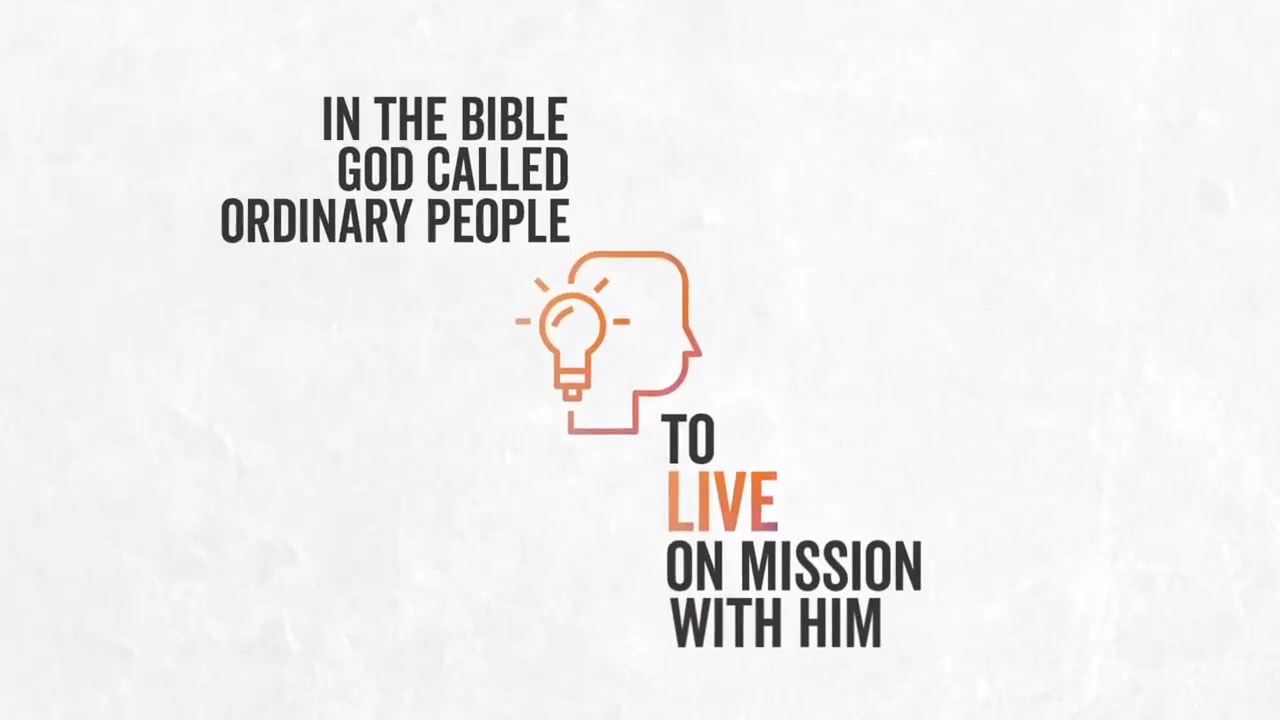 IN THE BIBLE
GOD CALLED
ORDINARY PEOPLE
TO
LIVE
ON MISSION
WITH HIM